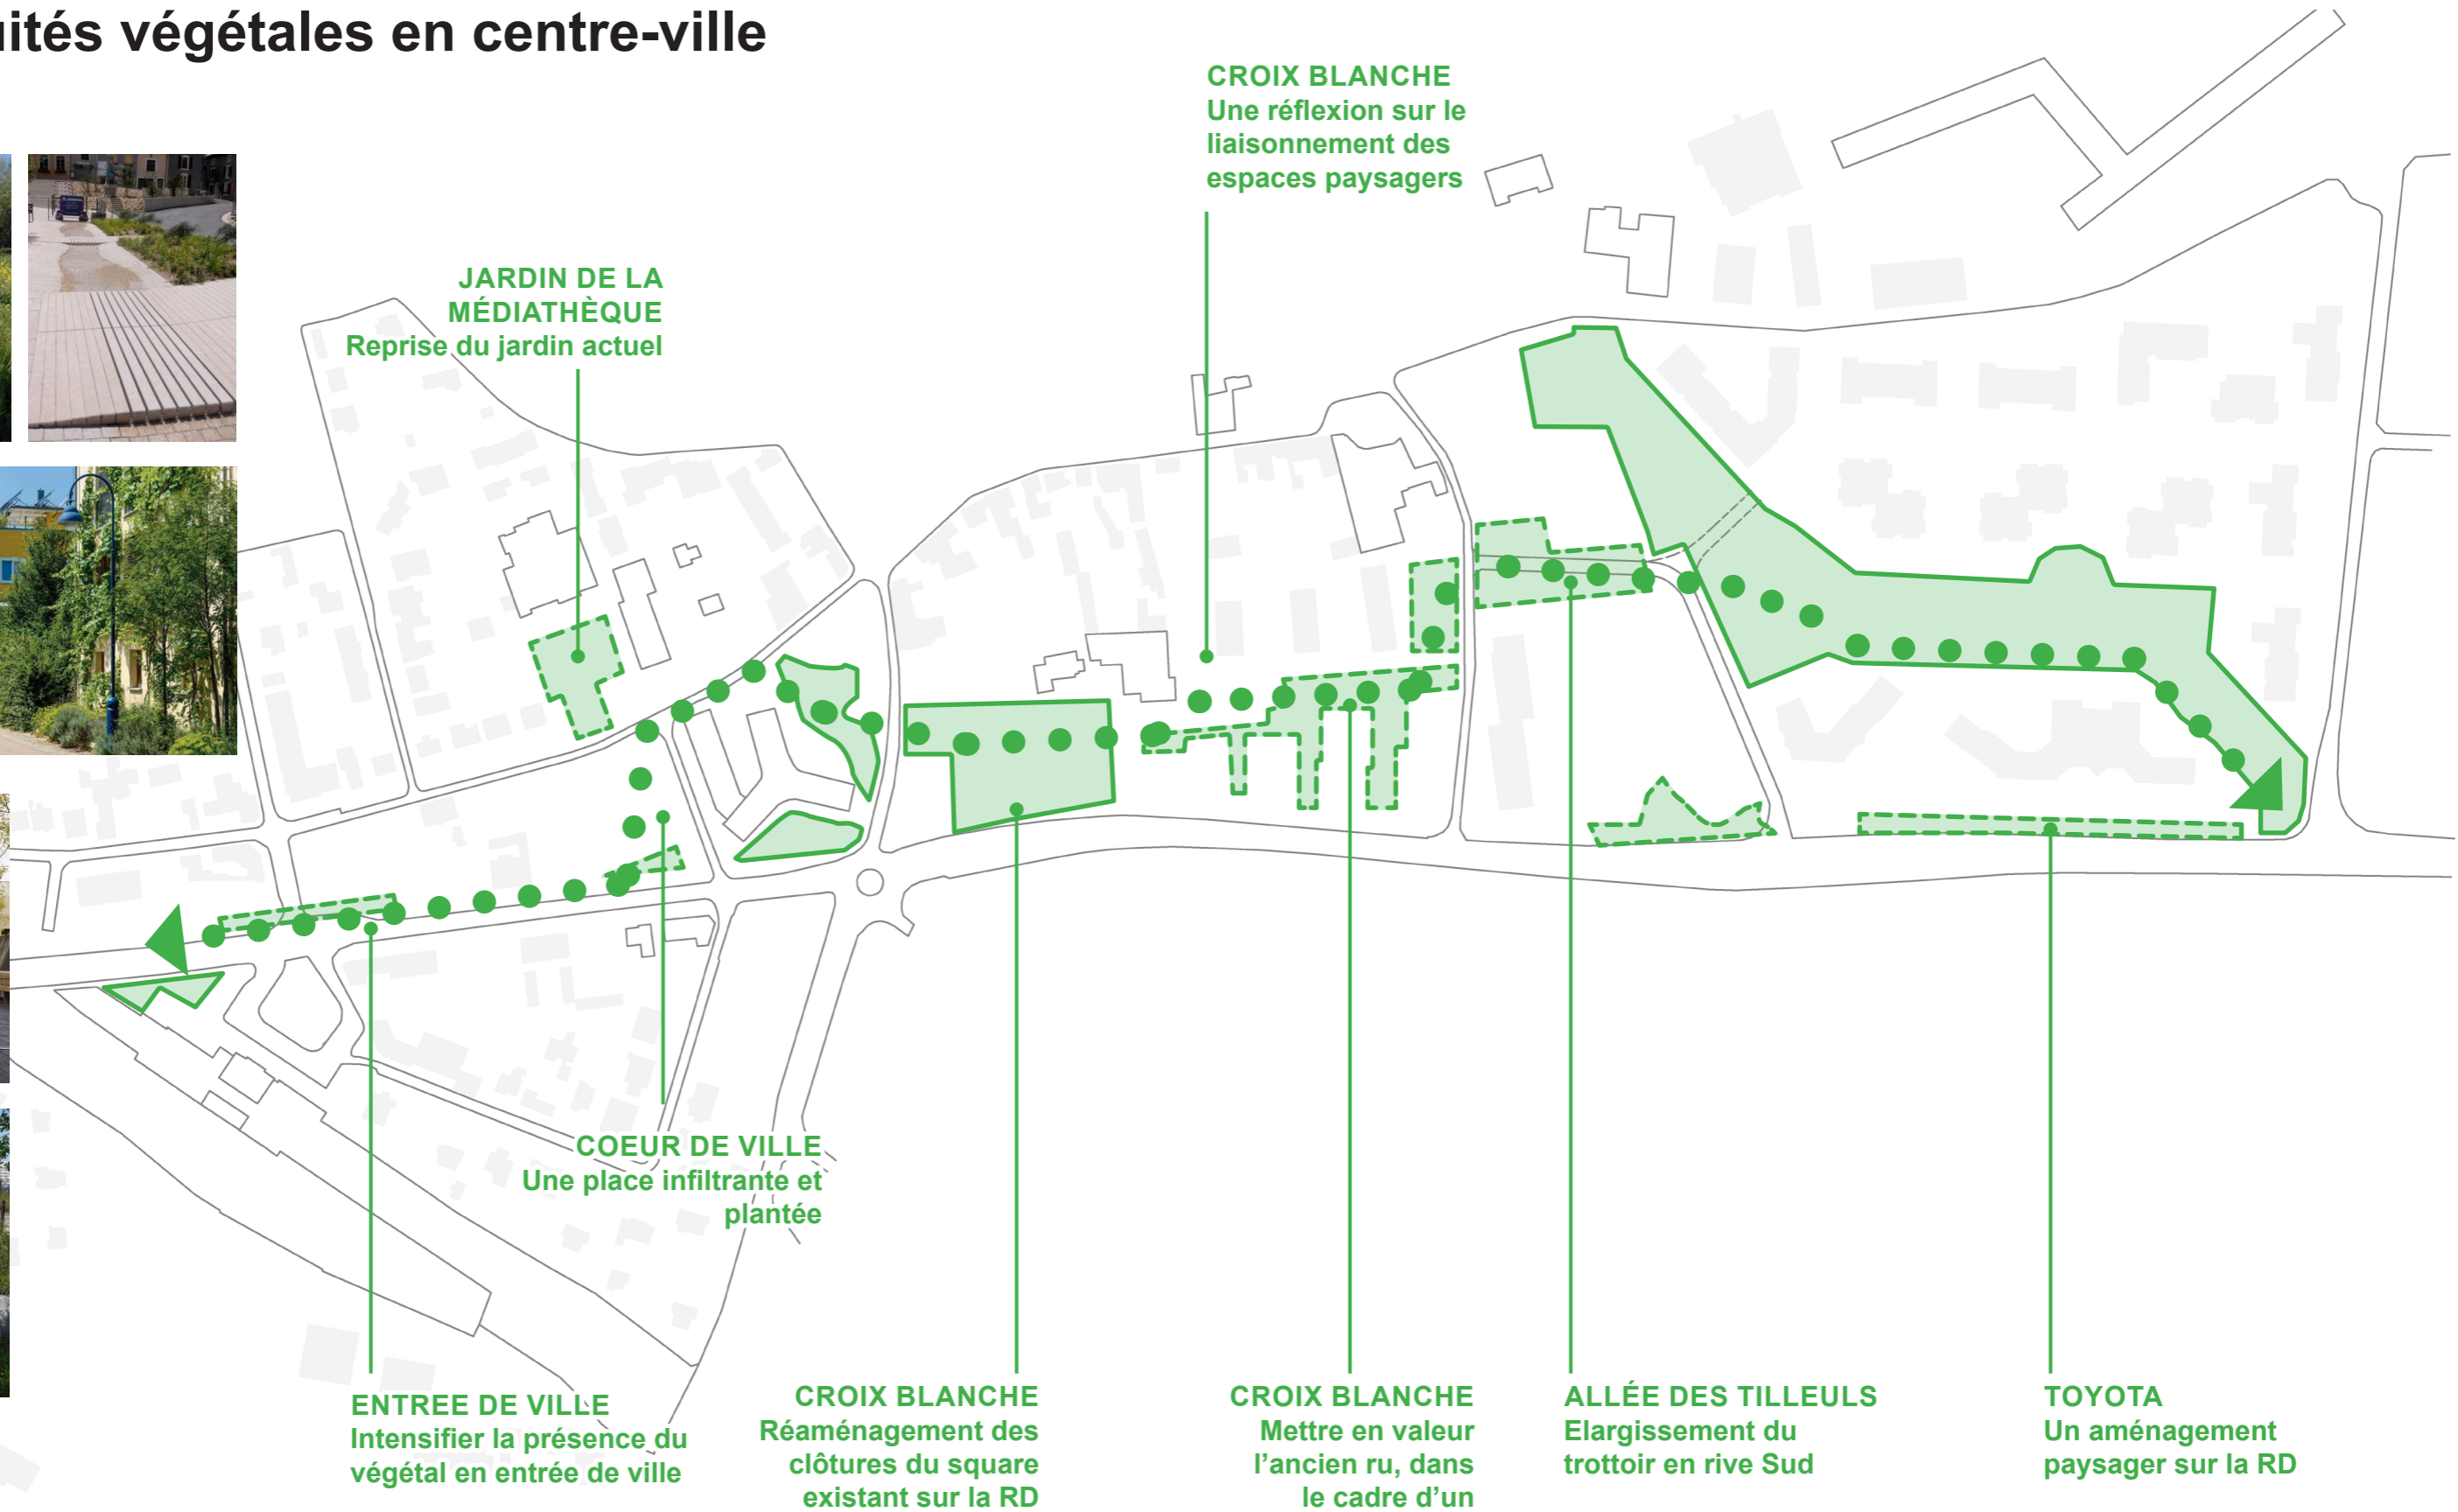 végétales en centre-ville
CROIX BLANCHE
Une réflexion sur le
liaisonnement des
espaces paysagers
JARDIN DE LA
MÉDIATHÈQUE
Reprise du jardin actuel
COEUR DE VILLE
Une place infiltrante et
plantée
ENTREE DE VILLE
Intensifier la présence du
végétal en entrée de ville
CROIX BLANCHE
Réaménagement des
clôtures du square
existant sur la RD
CROIX BLANCHE
Mettre en valeur
l’ancien ru, dans
le cadre d’un
ALLÉE DES TILLEULS
Elargissement du
trottoir en rive Sud
TOYOTA
Un aménagement
paysager sur la RD